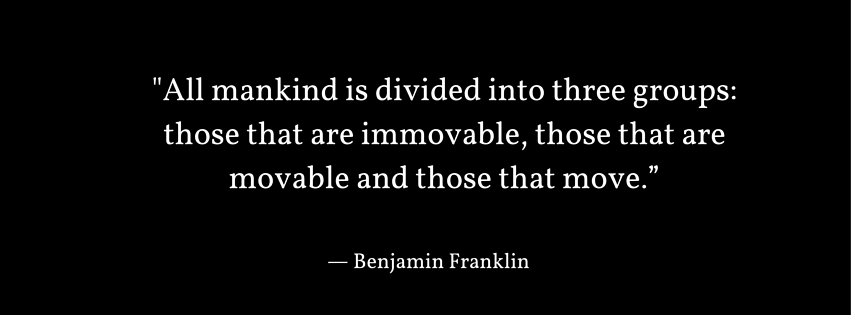 "All mankind is divided into three groups:
those that are immovable, those that are
movable and those that move.”
— Benjamin Franklin